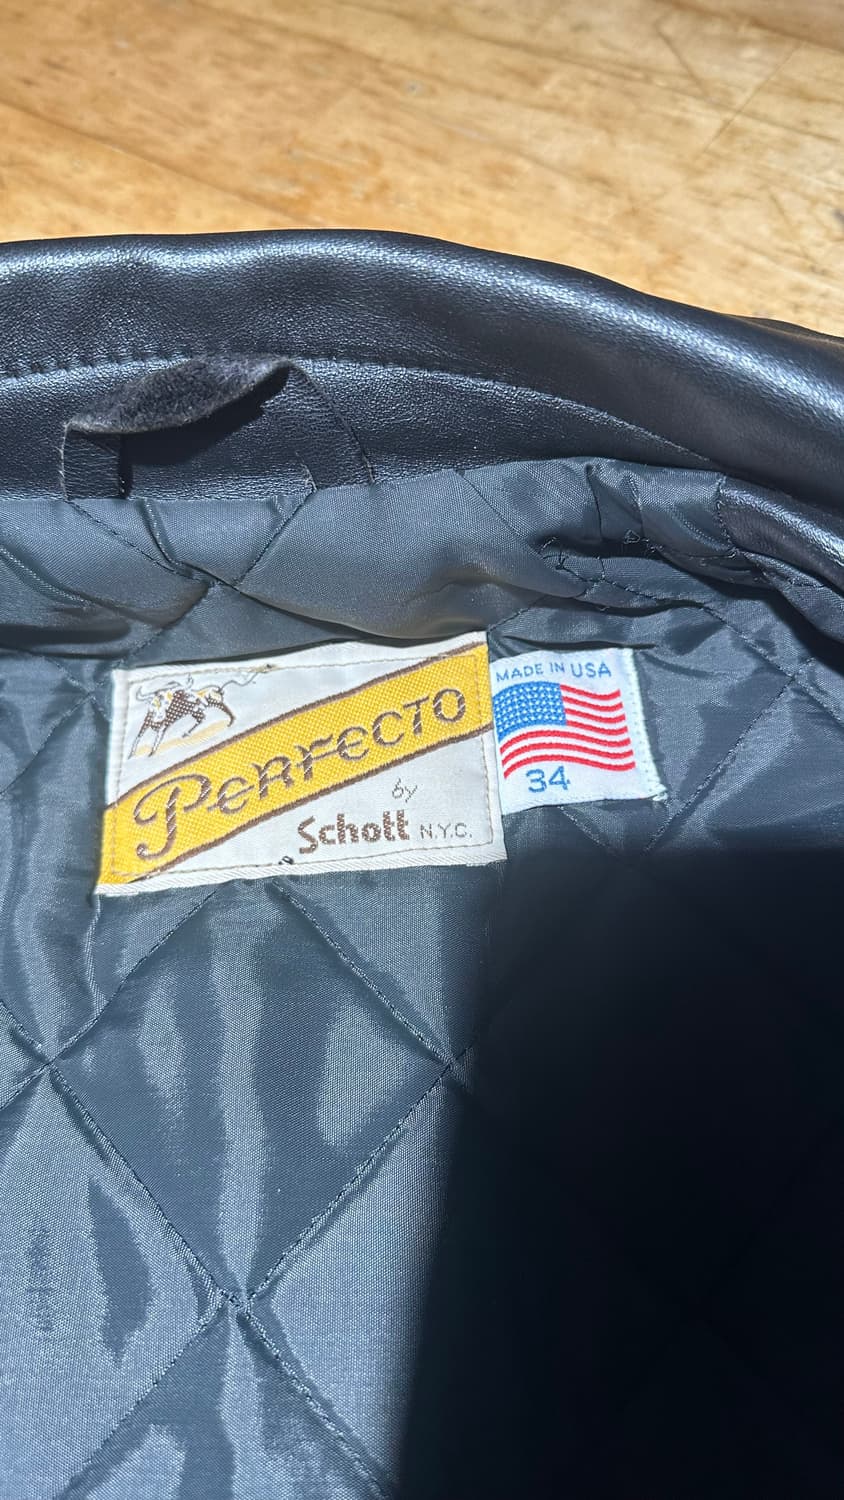 PERFECTO
by
Schott N.Y.C.
MADE IN USA
34